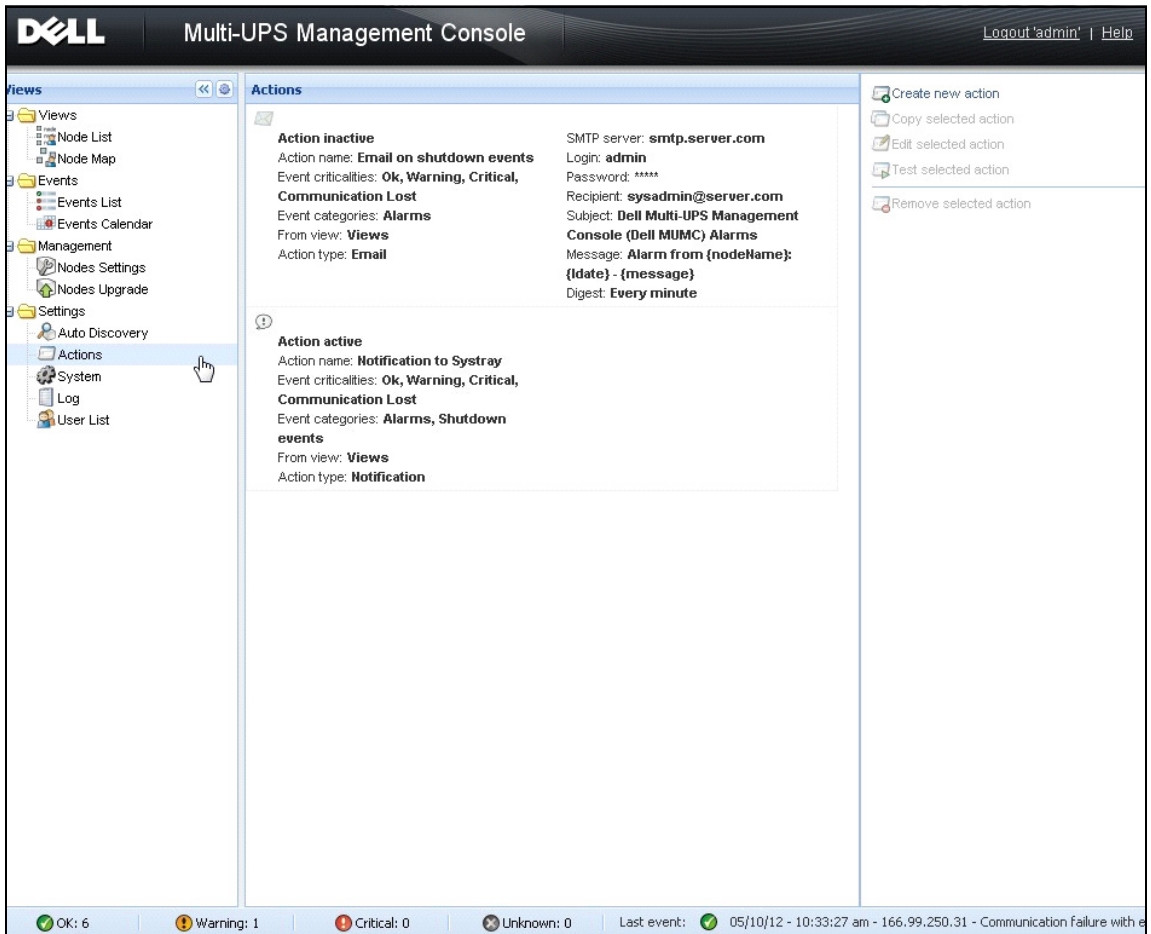 DELL
Multi-UPS Management Console
Logout 'admin' | Help
Views
Views
Node List
Node Map
Events
Events List
Events Calendar
Management
Nodes Settings
Nodes Upgrade
Settings
Auto Discovery
Actions
System
Log
User List
Actions
Action inactive
Action name: Email on shutdown events
Event criticalities: Ok, Warning, Critical,
Communication Lost
Event categories: Alarms
From view: Views
Action type: Email
SMTP server: smtp.server.com
Login: admin
Password: *****
Recipient: sysadmin@server.com
Subject: Dell Multi-UPS Management
Console (Dell MUMC) Alarms
Message: Alarm from {nodeName}:
{ldate} - {message}
Digest: Every minute
Action active
Action name: Notification to Systray
Event criticalities: Ok, Warning, Critical,
Communication Lost
Event categories: Alarms, Shutdown
events
From view: Views
Action type: Notification
Create new action
Copy selected action
Edit selected action
Test selected action
Remove selected action
OK: 6
Warning: 1
Critical: 0
Unknown: 0
Last event: 05/10/12 - 10:33:27 am - 166.99.250.31 - Communication failure with e